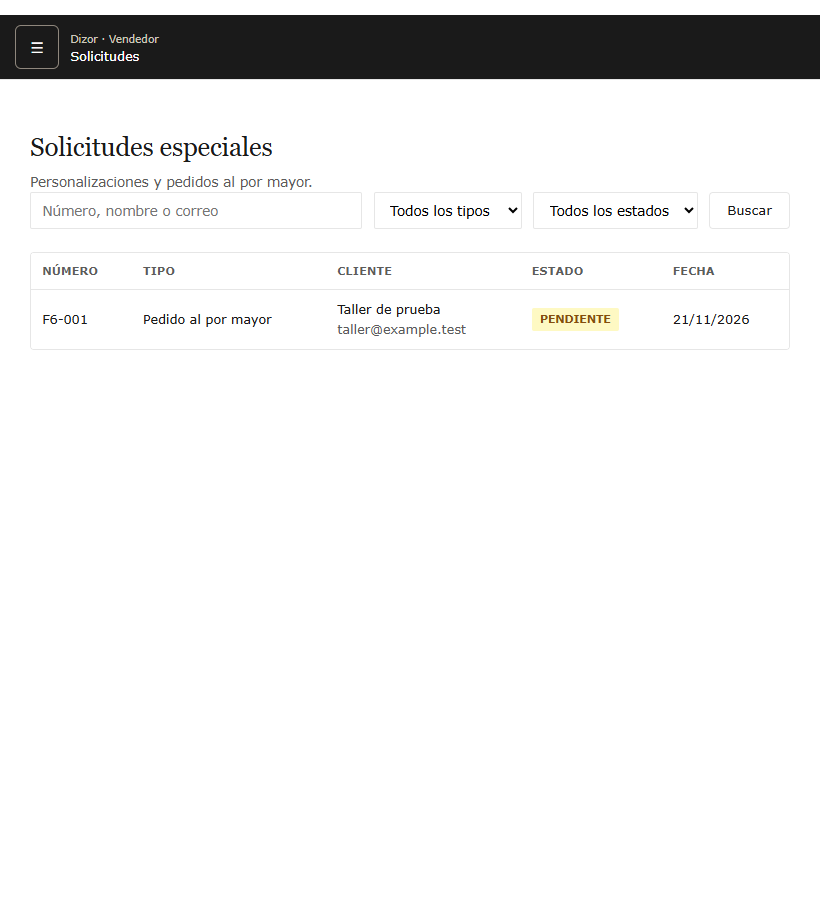 ☰
Dizor · Vendedor
Solicitudes
Solicitudes especiales
Personalizaciones y pedidos al por mayor.
Número, nombre o correo
Todos los tipos
Todos los estados
Buscar
NÚMERO TIPO CLIENTE ESTADO FECHA
F6-001 Pedido al por mayor Taller de prueba PENDIENTE 21/11/2026
taller@example.test